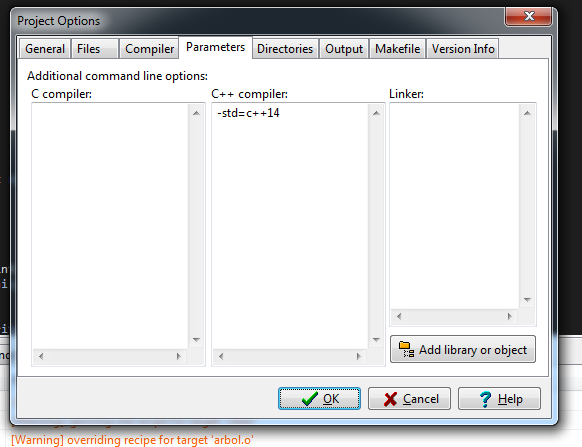 Project Options
General Files Compiler Parameters Directories Output Makefile Version Info
Additional command line options:
C compiler: C++ compiler: Linker:
-std=c++14
Add library or object
OK Cancel Help
[Warning] overriding recipe for target 'arbol.o'